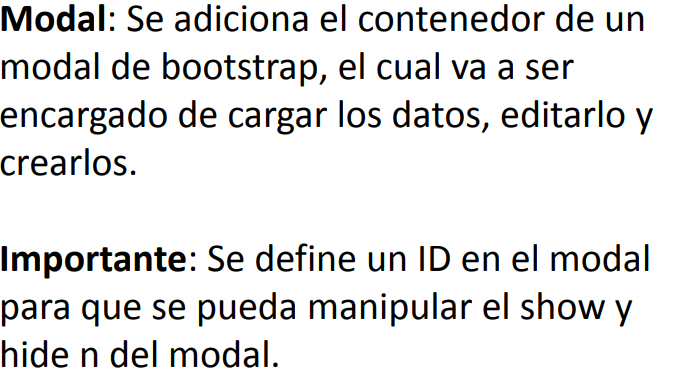 Modal: Se adiciona el contenedor de un
modal de bootstrap, el cual va a ser
encargado de cargar los datos, editarlo y
crearlos.
Importante: Se define un ID en el modal
para que se pueda manipular el show y
hide n del modal.